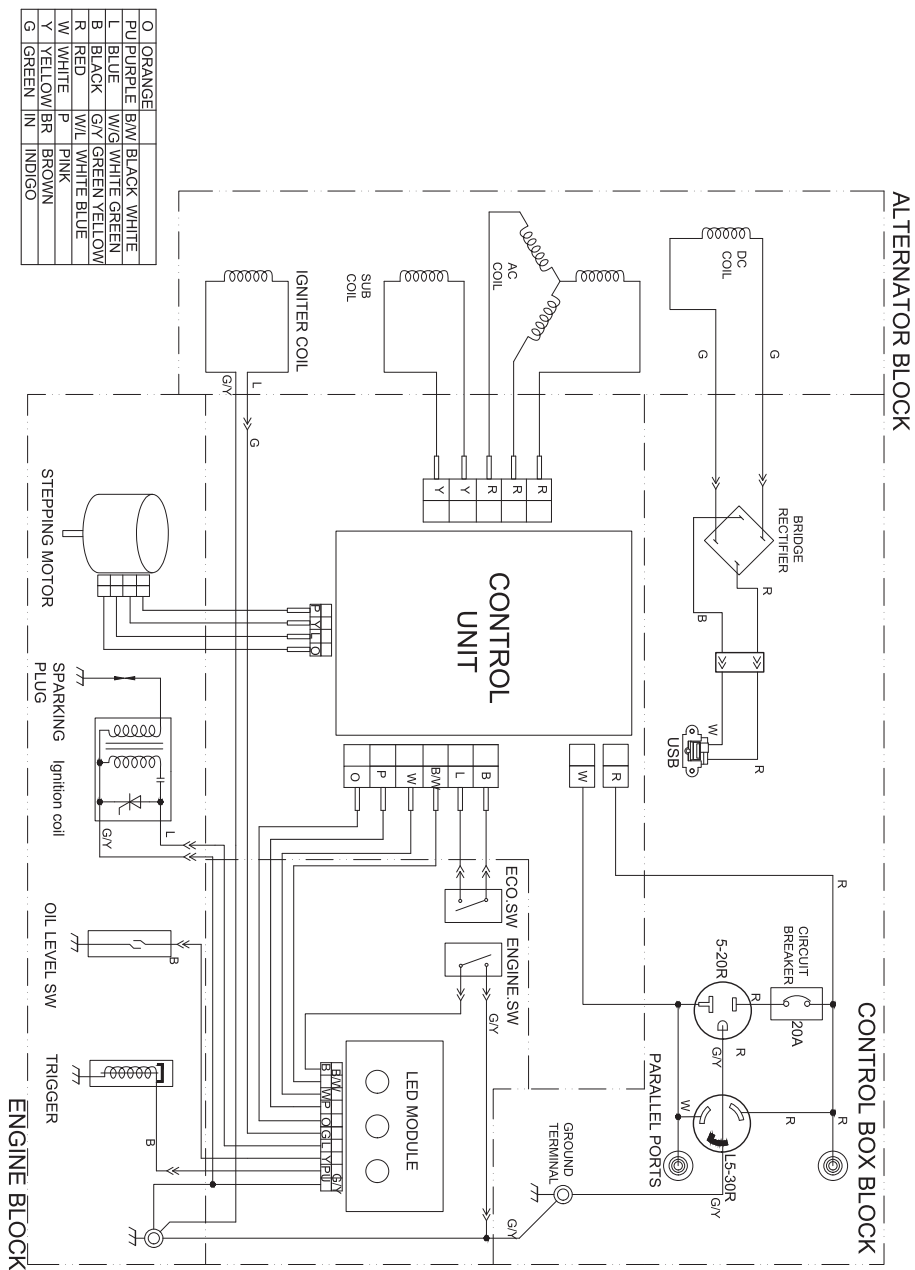 ALTERNATOR BLOCK
DC
COIL
AC
COIL
SUB
COIL
IGNITER COIL
G
G
L
G/Y
G
O ORANGE
PU PURPLE B/W BLACK WHITE
L BLUE W/G WHITE GREEN
B BLACK G/Y GREEN YELLOW
R RED W/L WHITE BLUE
W WHITE P PINK
Y YELLOW BR BROWN
G GREEN IN INDIGO
BRIDGE
RECTIFIER
R
B
W
R
USB
R
R
R
Y
Y
CONTROL
UNIT
P
Y
L
O
STEPPING MOTOR
SPARKING
PLUG
Ignition coil
L
G/Y
R
W
B
L
B/W
W
P
O
ECO.SW
ENGINE.SW
G/Y
CONTROL BOX BLOCK
R
CIRCUIT
BREAKER
20A
5-20R
R
G/Y
R
R
R
W
L5-30R
G/Y
PARALLEL PORTS
GROUND
TERMINAL
G/Y
LED MODULE
B
B/W
W
P
O
G
L
Y
PU
G/Y
OIL LEVEL SW
B
TRIGGER
B
ENGINE BLOCK